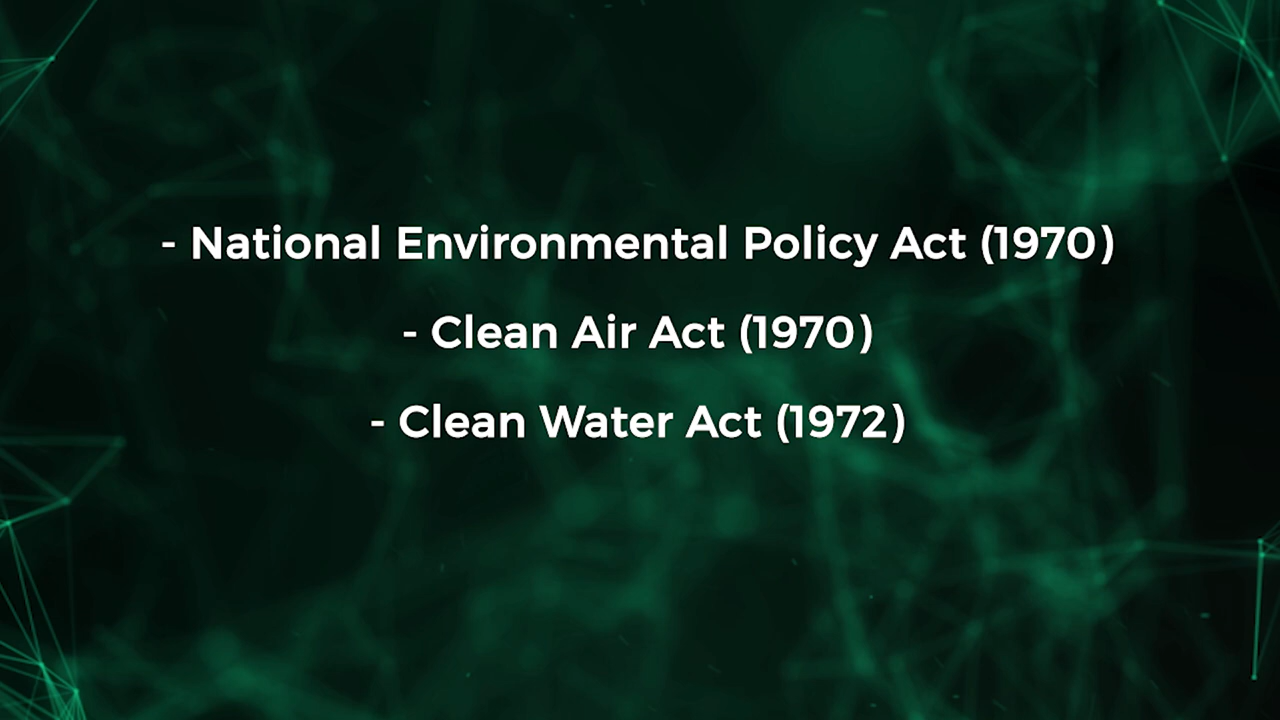 - National Environmental Policy Act (1970)
- Clean Air Act (1970)
- Clean Water Act (1972)